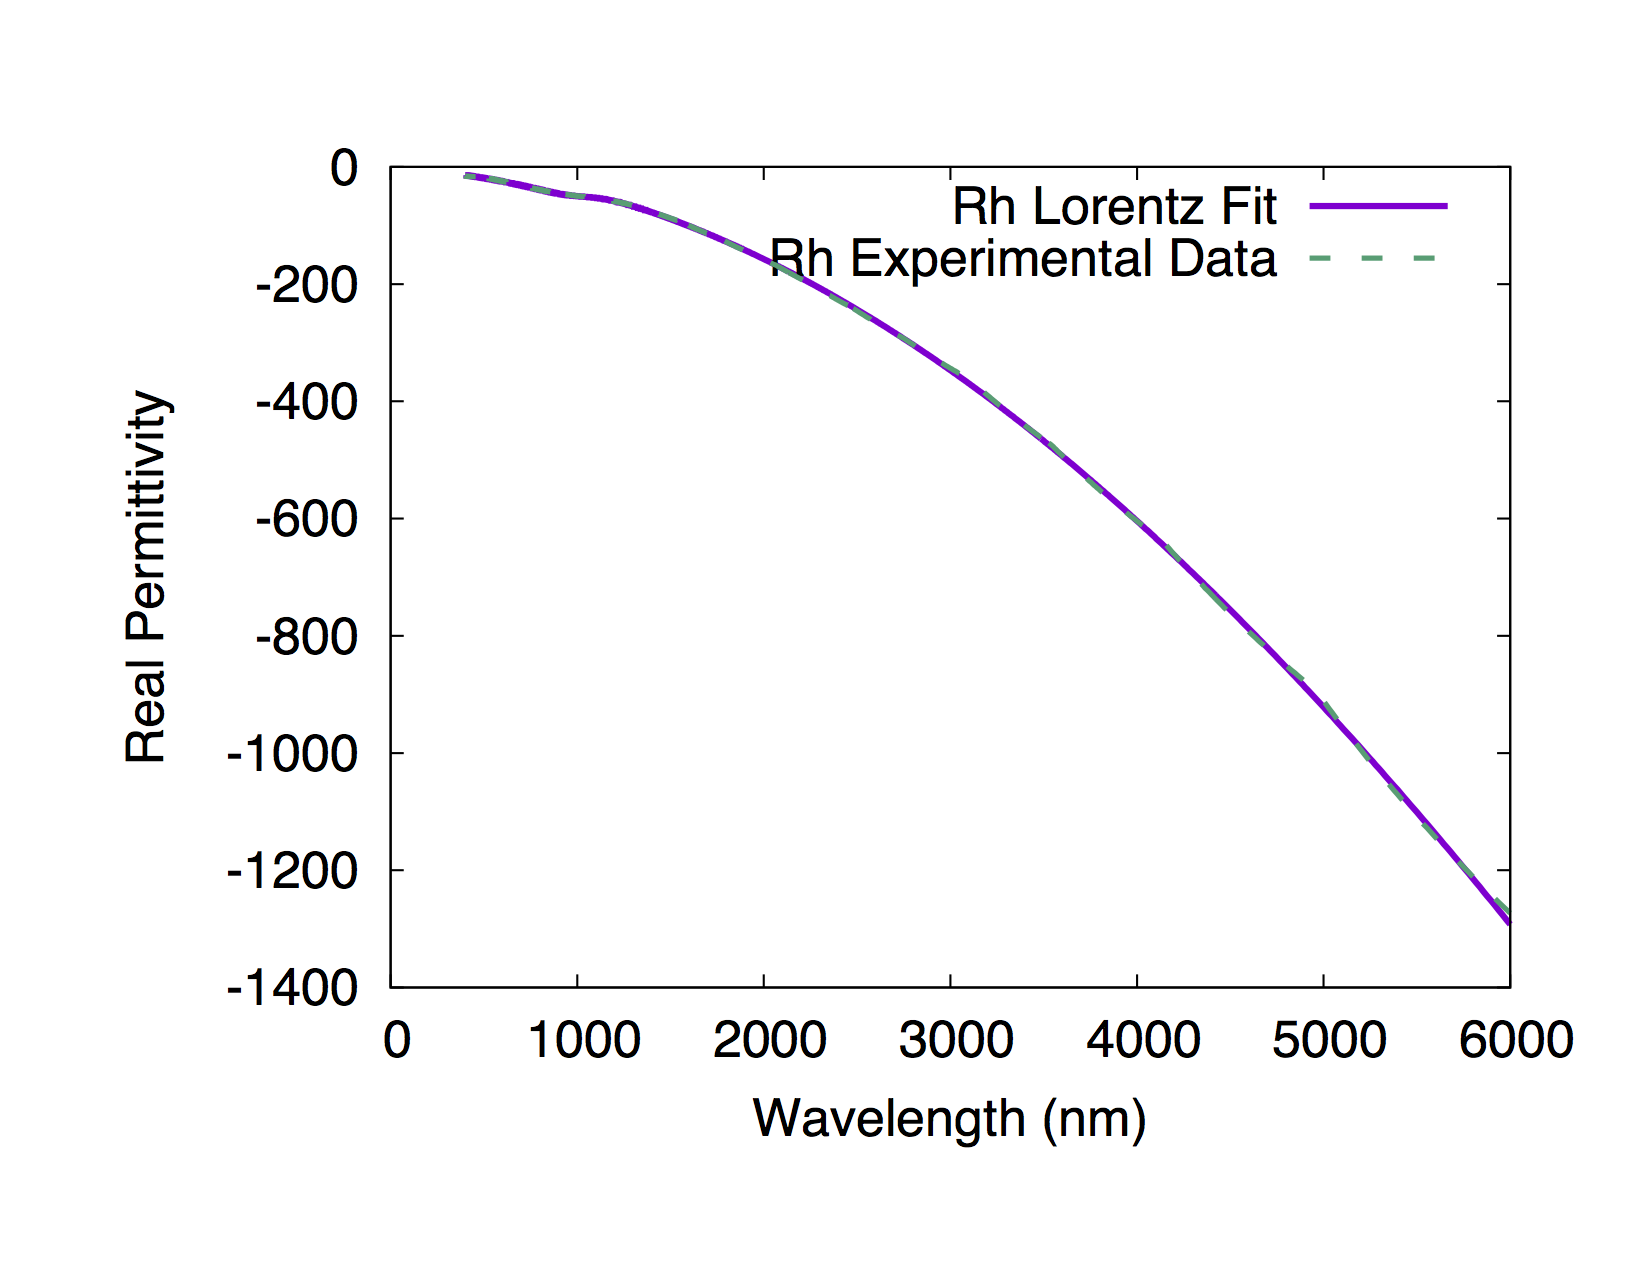 Rh Lorentz Fit
Rh Experimental Data
0
-200
-400
-600
-800
-1000
-1200
-1400
Real Permittivity
0 1000 2000 3000 4000 5000 6000
Wavelength (nm)